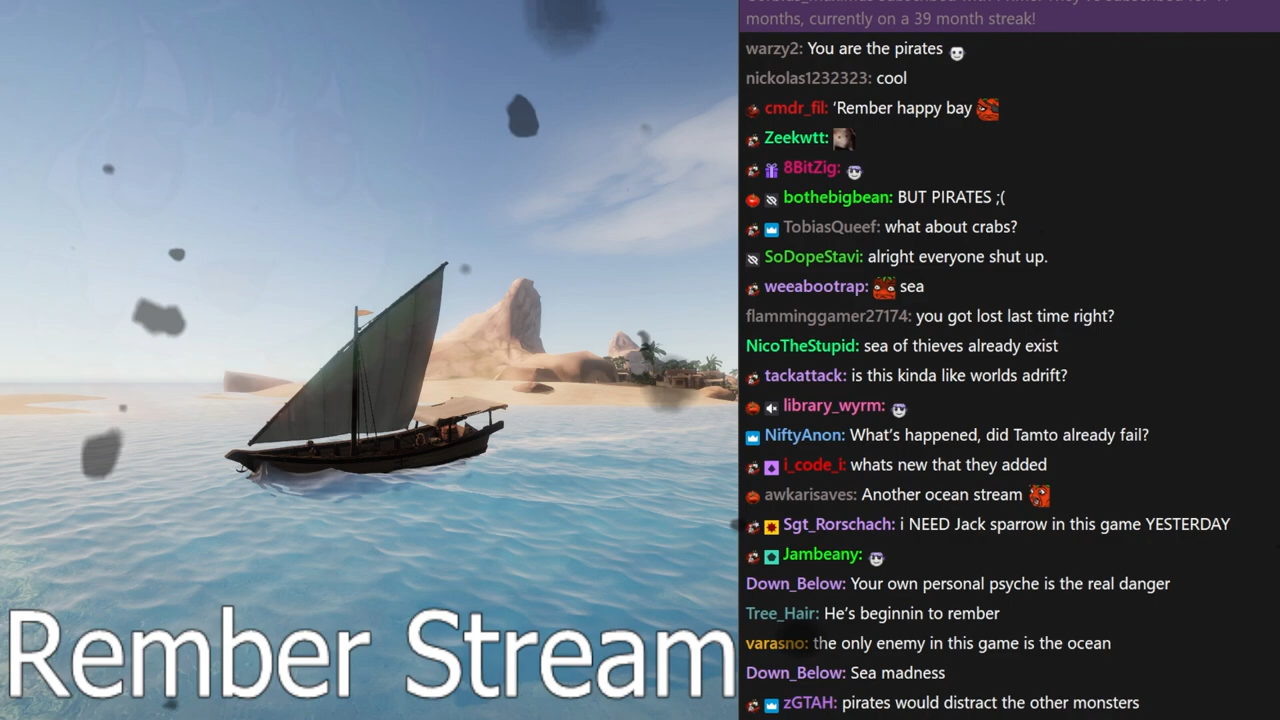 months, currently on a 39 month streak!
warzy2: You are the pirates
nickolas1232323: cool
cmdr_fil: ‘Rember happy bay
Zeekwtt:
8BitZig:
bothebigbean: BUT PIRATES ;(
TobiasQueef: what about crabs?
SoDopeStavi: alright everyone shut up.
weeabootrap: sea
flamminggamer27174: you got lost last time right?
NicoTheStupid: sea of thieves already exist
tackattack: is this kinda like worlds adrift?
library_wyrm:
NiftyAnon: What’s happened, did Tamto already fail?
i_code_i: whats new that they added
awkarisaves: Another ocean stream
Sgt_Rorschach: i NEED Jack sparrow in this game YESTERDAY
Jambeany:
Down_Below: Your own personal psyche is the real danger
Tree_Hair: He’s beginnin to rember
varasno: the only enemy in this game is the ocean
Down_Below: Sea madness
zGTAH: pirates would distract the other monsters
Rember Stream